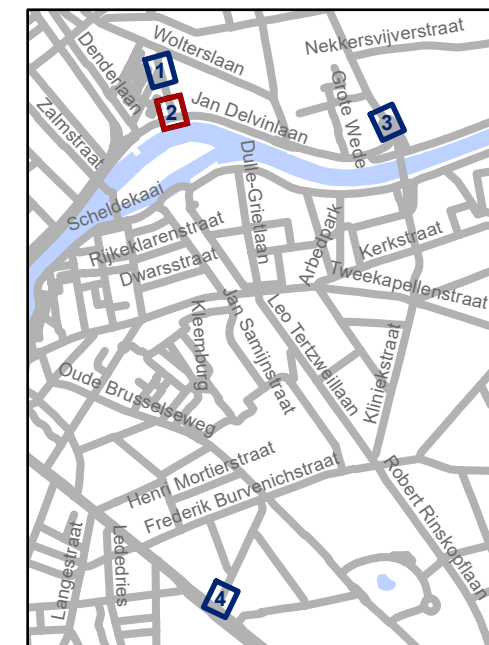 Nekkersvijverstraat
Wolterslaan
Denderlaan
1
2
Jan Delvinlaan
Grote Wede
3
Zalmstraat
Dulle-Grietlaan
Scheldekaai
Arbedpark
Rijkeklarenstraat
Kerkstraat
Dwarsstraat
Tweekapellenstraat
Kleemburg
Jan Samijnstraat
Leo Tertzweillaan
Kliniekstraat
Oude Brusselseweg
Henri Mortierstraat
Frederik Burvenichstraat
Robert Rinskopflaan
Langestraat
Lededries
4